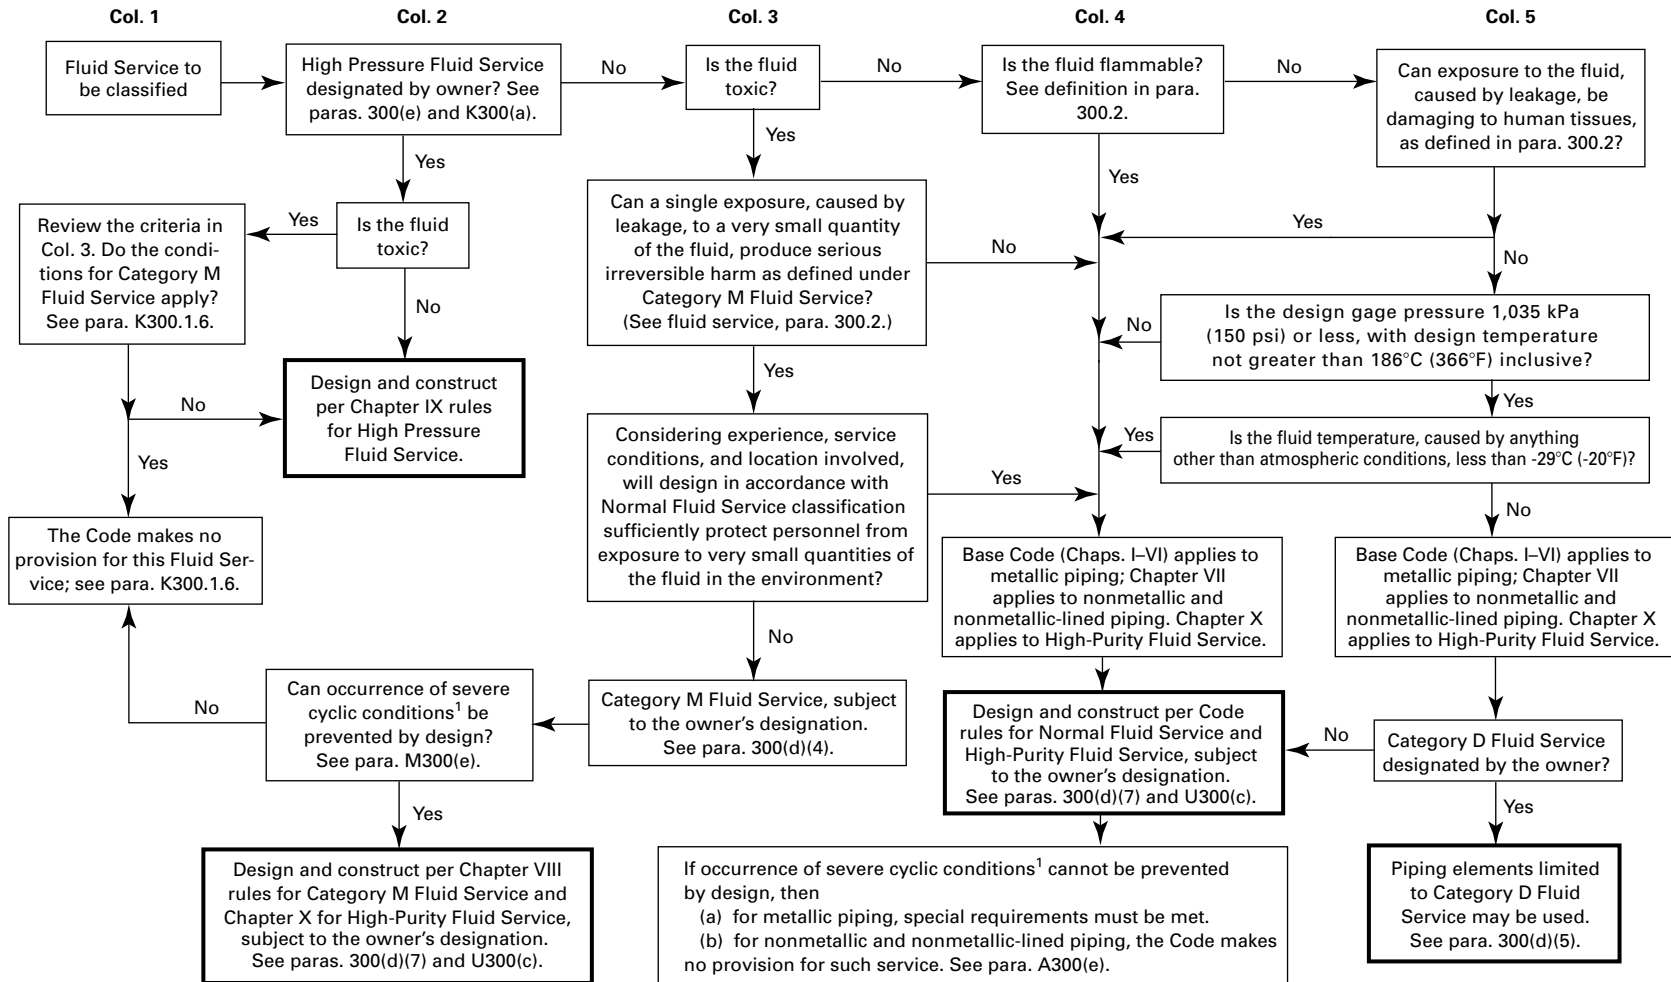 Col. 1
Col. 2
Col. 3
Col. 4
Col. 5
Fluid Service to
be classified
High Pressure Fluid Service
designated by owner? See
paras. 300(e) and K300(a).
No
Is the fluid
toxic?
No
Is the fluid flammable?
See definition in para.
300.2.
No
Can exposure to the fluid,
caused by leakage, be
damaging to human tissues,
as defined in para. 300.2?
Yes
Yes
Yes
Review the criteria in
Col. 3. Do the condi-
tions for Category M
Fluid Service apply?
See para. K300.1.6.
Yes
Is the fluid
toxic?
Can a single exposure, caused by
leakage, to a very small quantity
of the fluid, produce serious
irreversible harm as defined under
Category M Fluid Service?
(See fluid service, para. 300.2.)
No
Yes
No
No
Is the design gage pressure 1,035 kPa
(150 psi) or less, with design temperature
not greater than 186°C (366°F) inclusive?
No
Yes
Yes
Design and construct
per Chapter IX rules
for High Pressure
Fluid Service.
No
Yes
Considering experience, service
conditions, and location involved,
will design in accordance with
Normal Fluid Service classification
sufficiently protect personnel from
exposure to very small quantities of
the fluid in the environment?
Yes
Yes
Is the fluid temperature, caused by anything
other than atmospheric conditions, less than -29°C (-20°F)?
No
The Code makes no
provision for this Fluid Ser-
vice; see para. K300.1.6.
Base Code (Chaps. I–VI) applies to
metallic piping; Chapter VII
applies to nonmetallic and
nonmetallic-lined piping. Chapter X
applies to High-Purity Fluid Service.
Base Code (Chaps. I–VI) applies to
metallic piping; Chapter VII
applies to nonmetallic and
nonmetallic-lined piping. Chapter X
applies to High-Purity Fluid Service.
No
No
Can occurrence of severe
cyclic conditions1 be
prevented by design?
See para. M300(e).
Category M Fluid Service, subject
to the owner's designation.
See para. 300(d)(4).
Design and construct per Code
rules for Normal Fluid Service and
High-Purity Fluid Service, subject
to the owner's designation.
See paras. 300(d)(7) and U300(c).
No
Category D Fluid Service
designated by the owner?
Yes
Yes
Design and construct per Chapter VIII
rules for Category M Fluid Service and
Chapter X for High-Purity Fluid Service,
subject to the owner's designation.
See paras. 300(d)(7) and U300(c).
If occurrence of severe cyclic conditions1 cannot be prevented
by design, then
(a) for metallic piping, special requirements must be met.
(b) for nonmetallic and nonmetallic-lined piping, the Code makes
no provision for such service. See para. A300(e).
Piping elements limited
to Category D Fluid
Service may be used.
See para. 300(d)(5).